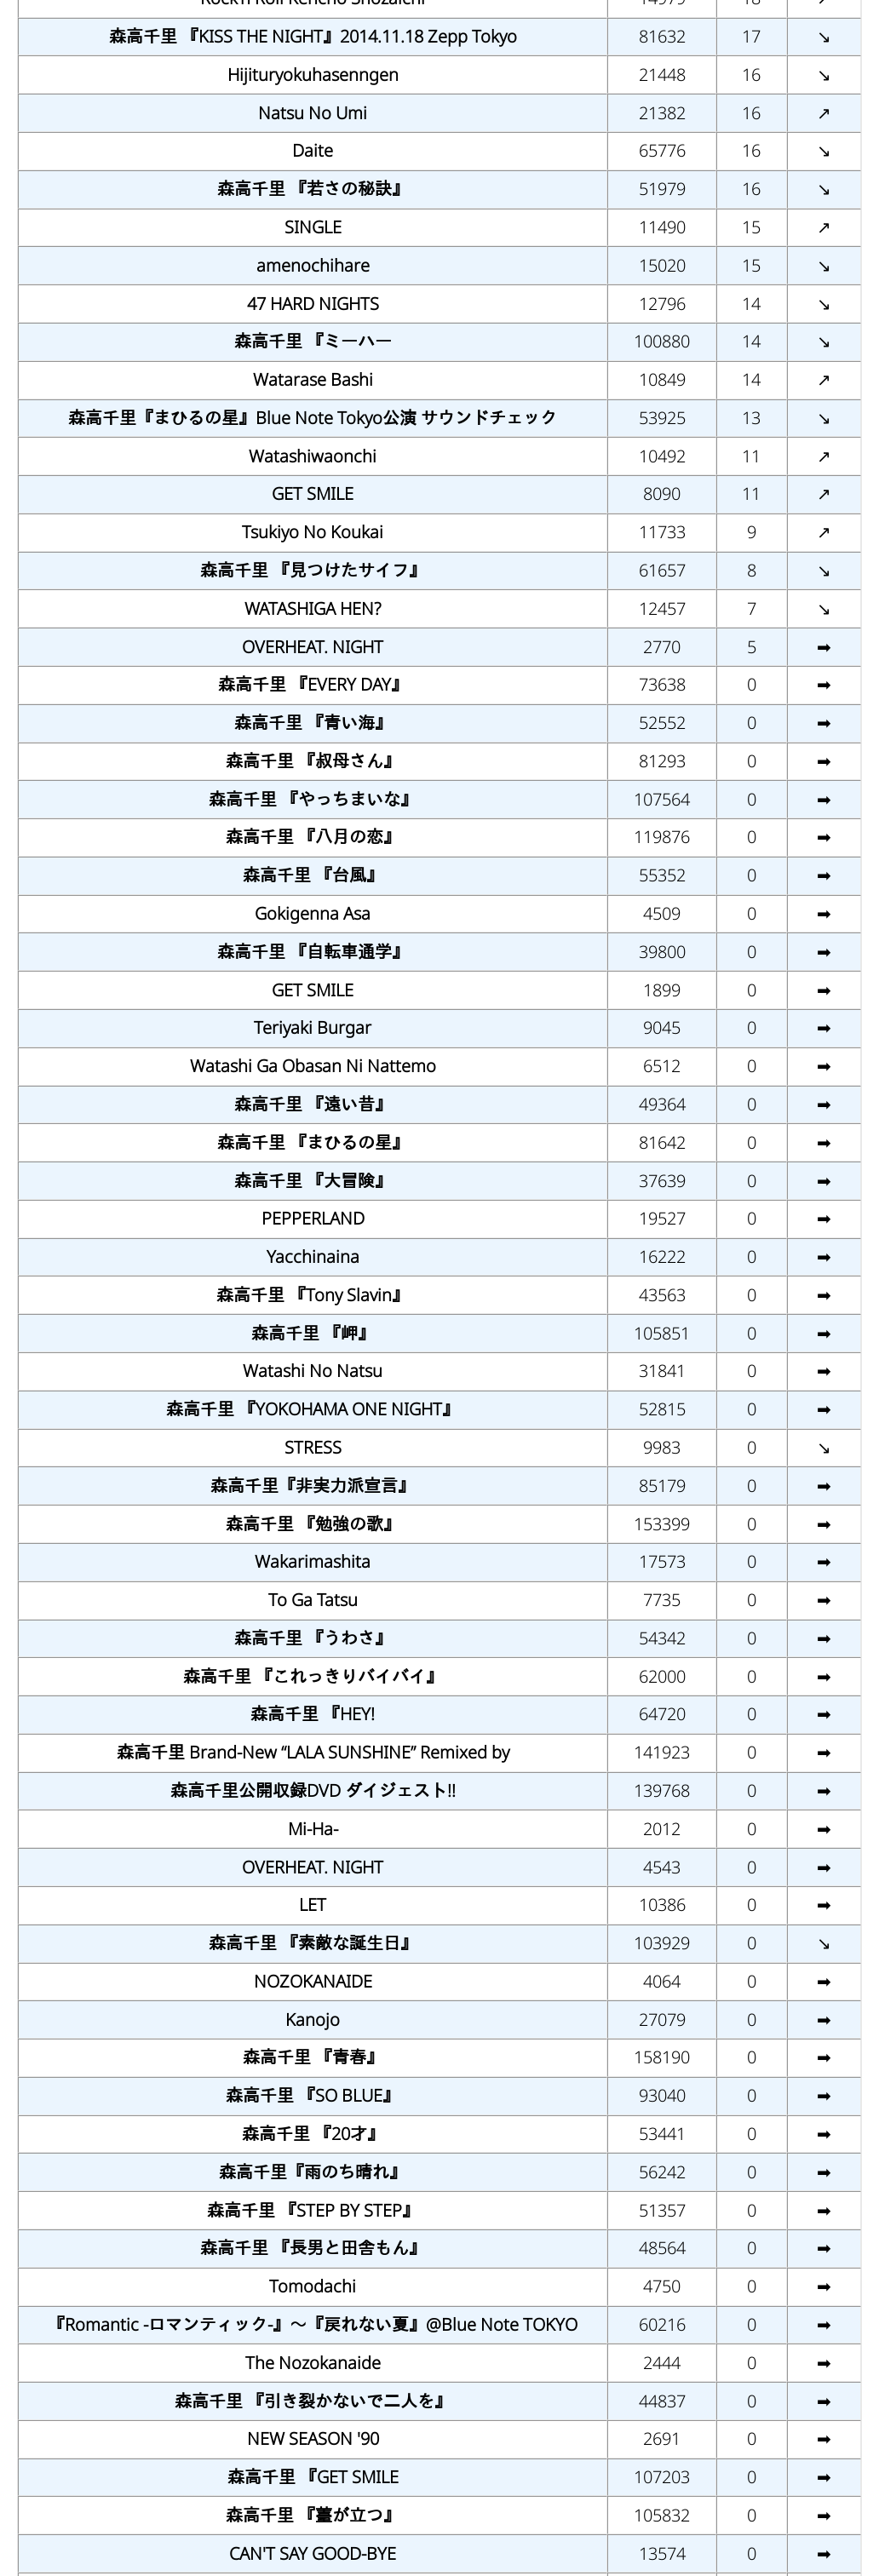 森高千里 『KISS THE NIGHT』2014.11.18 Zepp Tokyo 81632 17 ↘
Hijituryokuhasenngen 21448 16 ↘
Natsu No Umi 21382 16 ↗
Daite 65776 16 ↘
森高千里 『若さの秘訣』 51979 16 ↘
SINGLE 11490 15 ↗
amenochihare 15020 15 ↘
47 HARD NIGHTS 12796 14 ↘
森高千里 『ミーハー 100880 14 ↘
Watarase Bashi 10849 14 ↗
森高千里『まひるの星』Blue Note Tokyo公演 サウンドチェック 53925 13 ↘
Watashiwaonchi 10492 11 ↗
GET SMILE 8090 11 ↗
Tsukiyo No Koukai 11733 9 ↗
森高千里 『見つけたサイフ』 61657 8 ↘
WATASHIGA HEN? 12457 7 ↘
OVERHEAT. NIGHT 2770 5 ➡
森高千里 『EVERY DAY』 73638 0 ➡
森高千里 『青い海』 52552 0 ➡
森高千里 『叔母さん』 81293 0 ➡
森高千里 『やっちまいな』 107564 0 ➡
森高千里 『八月の恋』 119876 0 ➡
森高千里 『台風』 55352 0 ➡
Gokigenna Asa 4509 0 ➡
森高千里 『自転車通学』 39800 0 ➡
GET SMILE 1899 0 ➡
Teriyaki Burgar 9045 0 ➡
Watashi Ga Obasan Ni Nattemo 6512 0 ➡
森高千里 『遠い昔』 49364 0 ➡
森高千里 『まひるの星』 81642 0 ➡
森高千里 『大冒険』 37639 0 ➡
PEPPERLAND 19527 0 ➡
Yacchinaina 16222 0 ➡
森高千里 『Tony Slavin』 43563 0 ➡
森高千里 『岬』 105851 0 ➡
Watashi No Natsu 31841 0 ➡
森高千里 『YOKOHAMA ONE NIGHT』 52815 0 ➡
STRESS 9983 0 ↘
森高千里『非実力派宣言』 85179 0 ➡
森高千里 『勉強の歌』 153399 0 ➡
Wakarimashita 17573 0 ➡
To Ga Tatsu 7735 0 ➡
森高千里 『うわさ』 54342 0 ➡
森高千里 『これっきりバイバイ』 62000 0 ➡
森高千里 『HEY! 64720 0 ➡
森高千里 Brand-New “LALA SUNSHINE” Remixed by 141923 0 ➡
森高千里公開収録DVD ダイジェスト!! 139768 0 ➡
Mi-Ha- 2012 0 ➡
OVERHEAT. NIGHT 4543 0 ➡
LET 10386 0 ➡
森高千里 『素敵な誕生日』 103929 0 ↘
NOZOKANAIDE 4064 0 ➡
Kanojo 27079 0 ➡
森高千里 『青春』 158190 0 ➡
森高千里 『SO BLUE』 93040 0 ➡
森高千里 『20才』 53441 0 ➡
森高千里『雨のち晴れ』 56242 0 ➡
森高千里 『STEP BY STEP』 51357 0 ➡
森高千里 『長男と田舎もん』 48564 0 ➡
Tomodachi 4750 0 ➡
『Romantic -ロマンティック-』～『戻れない夏』@Blue Note TOKYO 60216 0 ➡
The Nozokanaide 2444 0 ➡
森高千里 『引き裂かないで二人を』 44837 0 ➡
NEW SEASON '90 2691 0 ➡
森高千里 『GET SMILE 107203 0 ➡
森高千里 『薹が立つ』 105832 0 ➡
CAN'T SAY GOOD-BYE 13574 0 ➡